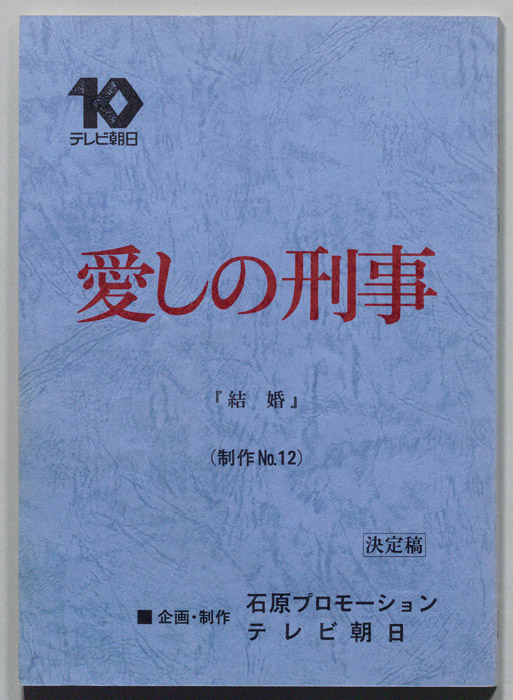 10
テレビ朝日
愛しの刑事
『結 婚』
(制作No.12)
決定稿
■企画・制作 石原プロモーション
テレビ朝日